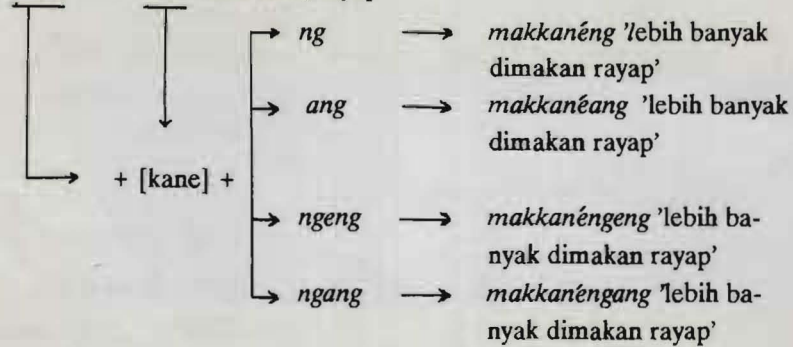 ng → makkanéng 'lebih banyak
dimakan rayap'
ang → makkanéang 'lebih banyak
dimakan rayap'
+ [kane] +
ngeng → makkanéngeng 'lebih ba-
nyak dimakan rayap'
ngang → makkanéngang 'lebih ba-
nyak dimakan rayap'